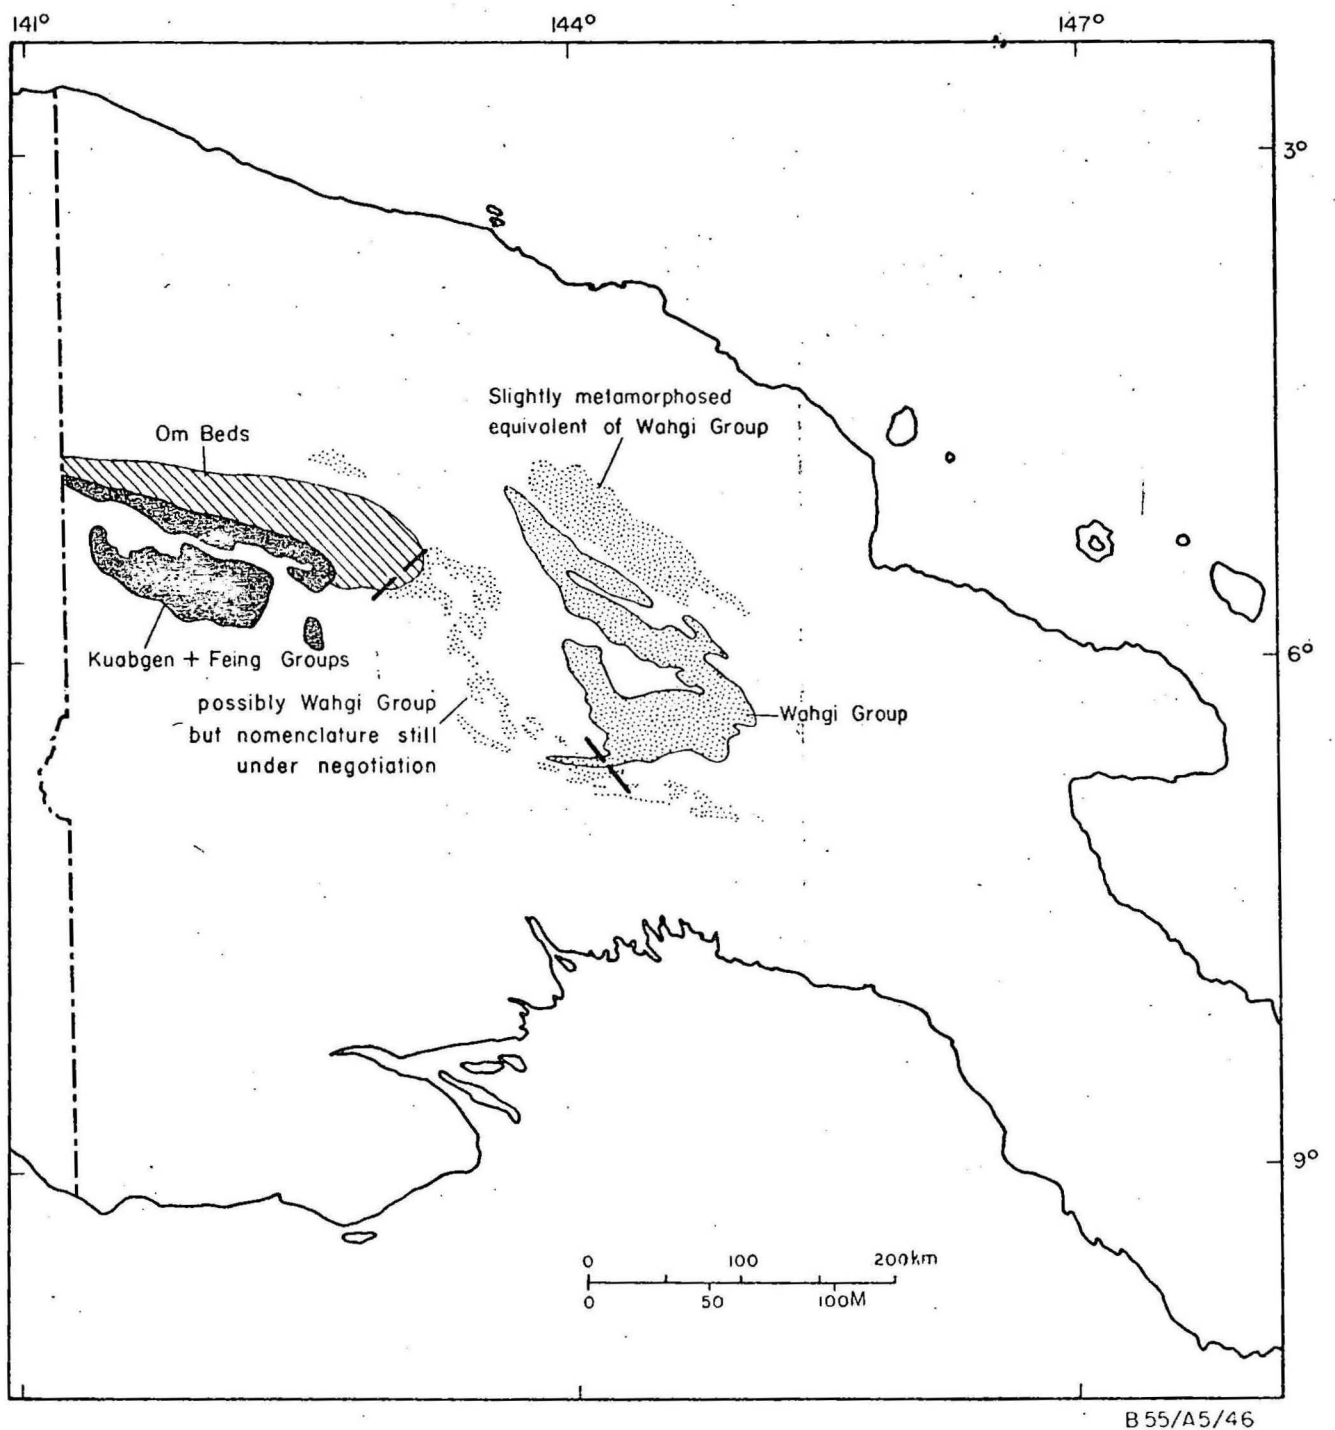 141° 144° 147°
3°
Slightly metamorphosed
equivalent of Wahgi Group
Om Beds
Kuabgen + Feing Groups
6°
possibly Wahgi Group
but nomenclature still
under negotiation
Wahgi Group
9°
0 100 200km
0 50 100M
B55/A5/46